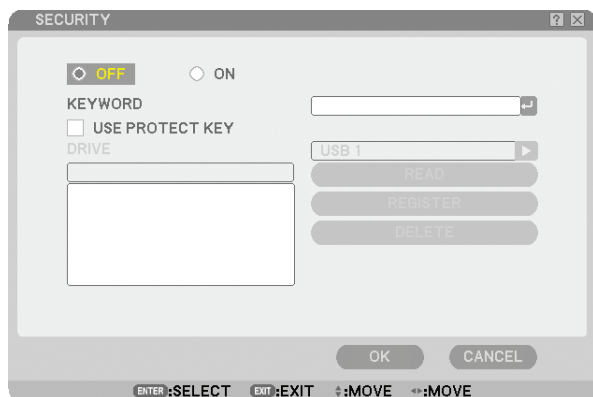 SECURITY ?
OFF ON
KEYWORD
USE PROTECT KEY
DRIVE USB 1
READ
REGISTER
DELETE
OK CANCEL
ENTER:SELECT EXIT:EXIT :MOVE :MOVE